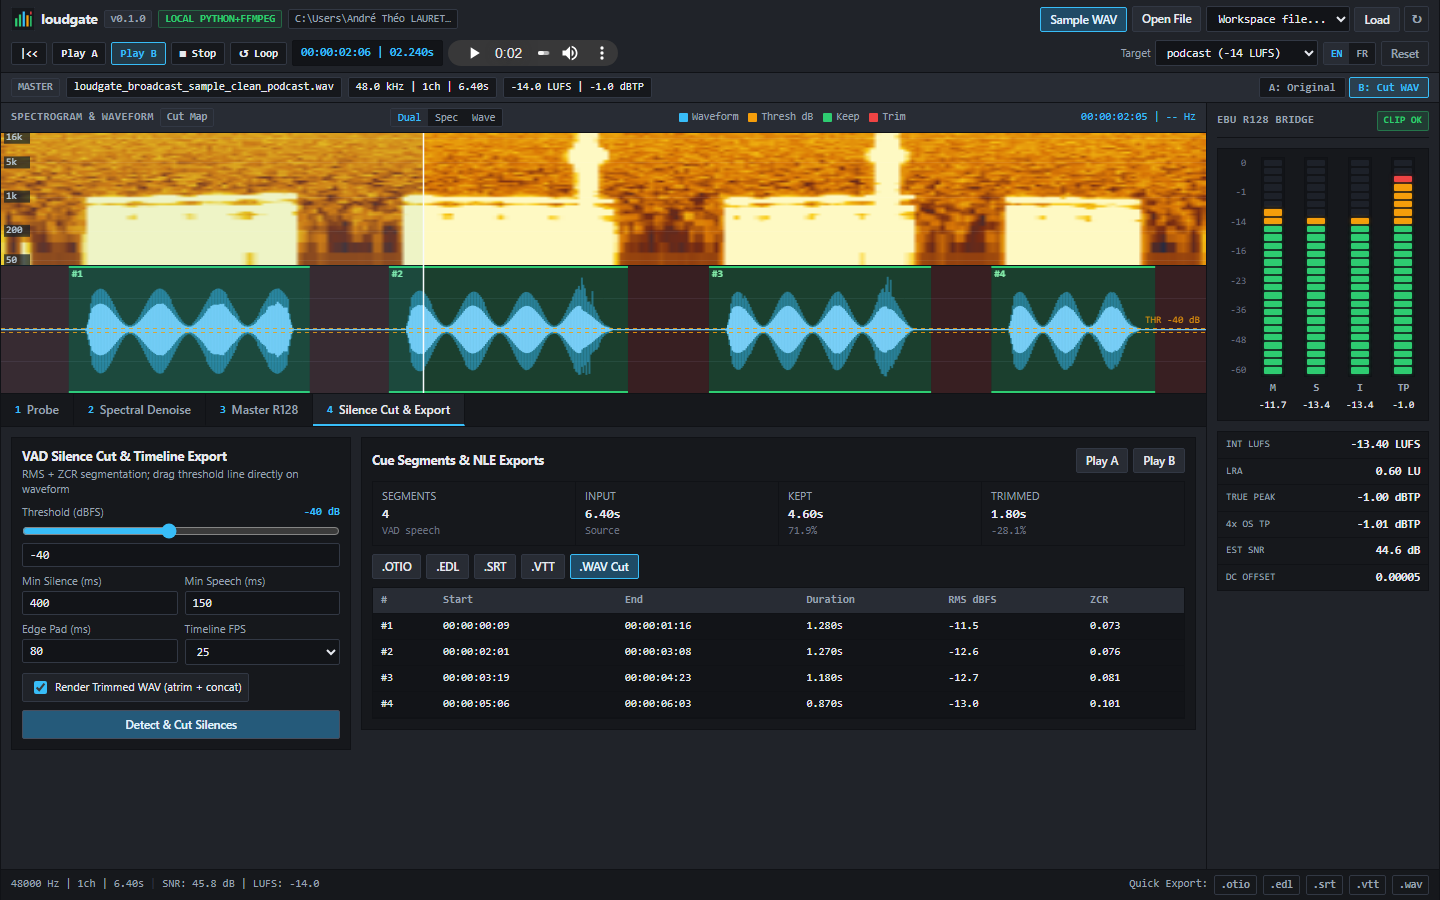 loudgate v0.1.0 LOCAL PYTHON+FFMPEG C:\Users\André Théo LAURET… Sample WAV Open File Workspace file... Load ↻
|<< Play A Play B ■ Stop ↺ Loop 00:00:02:06 | 02.240s 0:02 Target podcast (-14 LUFS) EN FR Reset
MASTER loudgate_broadcast_sample_clean_podcast.wav 48.0 kHz | 1ch | 6.40s -14.0 LUFS | -1.0 dBTP A: Original B: Cut WAV
SPECTROGRAM & WAVEFORM Cut Map Dual Spec Wave Waveform Thresh dB Keep Trim 00:00:02:05 | -- Hz EBU R128 BRIDGE CLIP OK
16k
5k
1k
200
50
#1 #2 #3 #4
THR -40 dB
0
-1
-14
-16
-23
-36
-48
-60
M S I TP
-11.7 -13.4 -13.4 -1.0
INT LUFS -13.40 LUFS
LRA 0.60 LU
TRUE PEAK -1.00 dBTP
4x OS TP -1.01 dBTP
EST SNR 44.6 dB
DC OFFSET 0.00005
1 Probe 2 Spectral Denoise 3 Master R128 4 Silence Cut & Export
VAD Silence Cut & Timeline Export
RMS + ZCR segmentation; drag threshold line directly on
waveform
Threshold (dBFS) -40 dB
-40
Min Silence (ms) Min Speech (ms)
400 150
Edge Pad (ms) Timeline FPS
80 25
Render Trimmed WAV (atrim + concat)
Detect & Cut Silences
Cue Segments & NLE Exports Play A Play B
SEGMENTS INPUT KEPT TRIMMED
4 6.40s 4.60s 1.80s
VAD speech Source 71.9% -28.1%
.OTIO .EDL .SRT .VTT .WAV Cut
# Start End Duration RMS dBFS ZCR
#1 00:00:00:09 00:00:01:16 1.280s -11.5 0.073
#2 00:00:02:01 00:00:03:08 1.270s -12.6 0.076
#3 00:00:03:19 00:00:04:23 1.180s -12.7 0.081
#4 00:00:05:06 00:00:06:03 0.870s -13.0 0.101
48000 Hz | 1ch | 6.40s SNR: 45.8 dB | LUFS: -14.0 Quick Export: .otio .edl .srt .vtt .wav